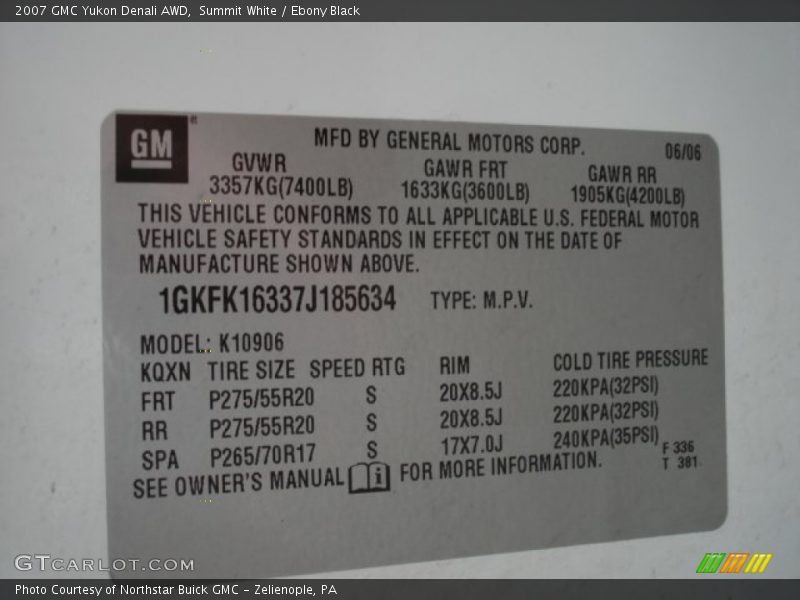 2007 GMC Yukon Denali AWD, Summit White / Ebony Black
GM
MFD BY GENERAL MOTORS CORP. 06/06
GVWR GAWR FRT GAWR RR
3357KG(7400LB) 1633KG(3600LB) 1905KG(4200LB)
THIS VEHICLE CONFORMS TO ALL APPLICABLE U.S. FEDERAL MOTOR
VEHICLE SAFETY STANDARDS IN EFFECT ON THE DATE OF
MANUFACTURE SHOWN ABOVE.
1GKFK16337J185634 TYPE: M.P.V.
MODEL: K10906
KQXN TIRE SIZE SPEED RTG RIM COLD TIRE PRESSURE
FRT P275/55R20 S 20X8.5J 220KPA(32PSI)
RR P275/55R20 S 20X8.5J 220KPA(32PSI)
SPA P265/70R17 S 17X7.0J 240KPA(35PSI)
SEE OWNER'S MANUAL i FOR MORE INFORMATION.
F 336
T 381
GTCARLOT.COM
Photo Courtesy of Northstar Buick GMC - Zelienople, PA